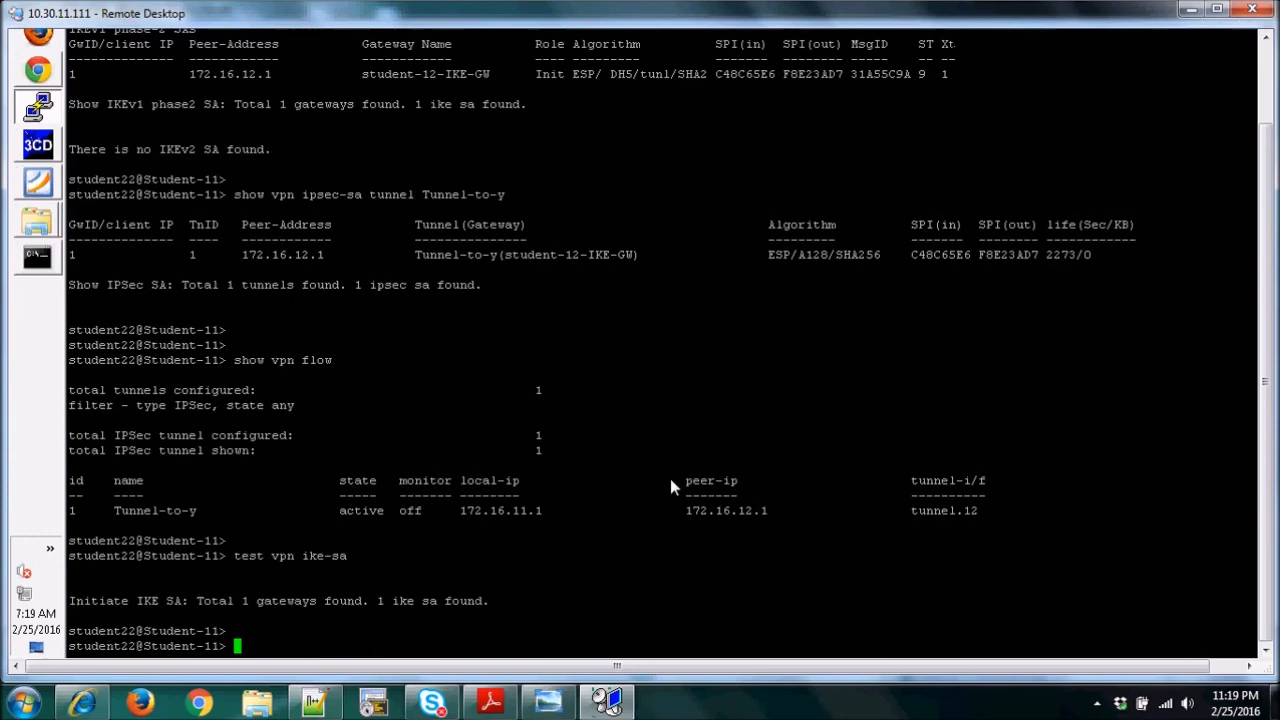 10.30.11.111 - Remote Desktop
IKEv1 phase-2 SAs
GwID/client IP Peer-Address Gateway Name Role Algorithm SPI(in) SPI(out) MsgID ST Xt
-------------- ------------ ------------ ---- --------- ------- -------- ----- -- --
1 172.16.12.1 student-12-IKE-GW Init ESP/ DH5/tunl/SHA2 C48C65E6 F8E23AD7 31A55C9A 9 1
Show IKEv1 phase2 SA: Total 1 gateways found. 1 ike sa found.
There is no IKEv2 SA found.
student22@Student-11>
student22@Student-11> show vpn ipsec-sa tunnel Tunnel-to-y
GwID/client IP TnID Peer-Address Tunnel(Gateway) Algorithm SPI(in) SPI(out) life(Sec/KB)
-------------- ---- ------------ --------------- --------- ------- -------- ------------
1 1 172.16.12.1 Tunnel-to-y(student-12-IKE-GW) ESP/A128/SHA256 C48C65E6 F8E23AD7 2273/0
Show IPSec SA: Total 1 tunnels found. 1 ipsec sa found.
student22@Student-11>
student22@Student-11>
student22@Student-11> show vpn flow
total tunnels configured: 1
filter - type IPSec, state any
total IPSec tunnel configured: 1
total IPSec tunnel shown: 1
id name state monitor local-ip peer-ip tunnel-i/f
-- ---- ----- ------- -------- ------- ----------
1 Tunnel-to-y active off 172.16.11.1 172.16.12.1 tunnel.12
student22@Student-11>
student22@Student-11> test vpn ike-sa
Initiate IKE SA: Total 1 gateways found. 1 ike sa found.
student22@Student-11>
student22@Student-11>
3CD
C:\.
7:19 AM
2/25/2016
11:19 PM
2/25/2016